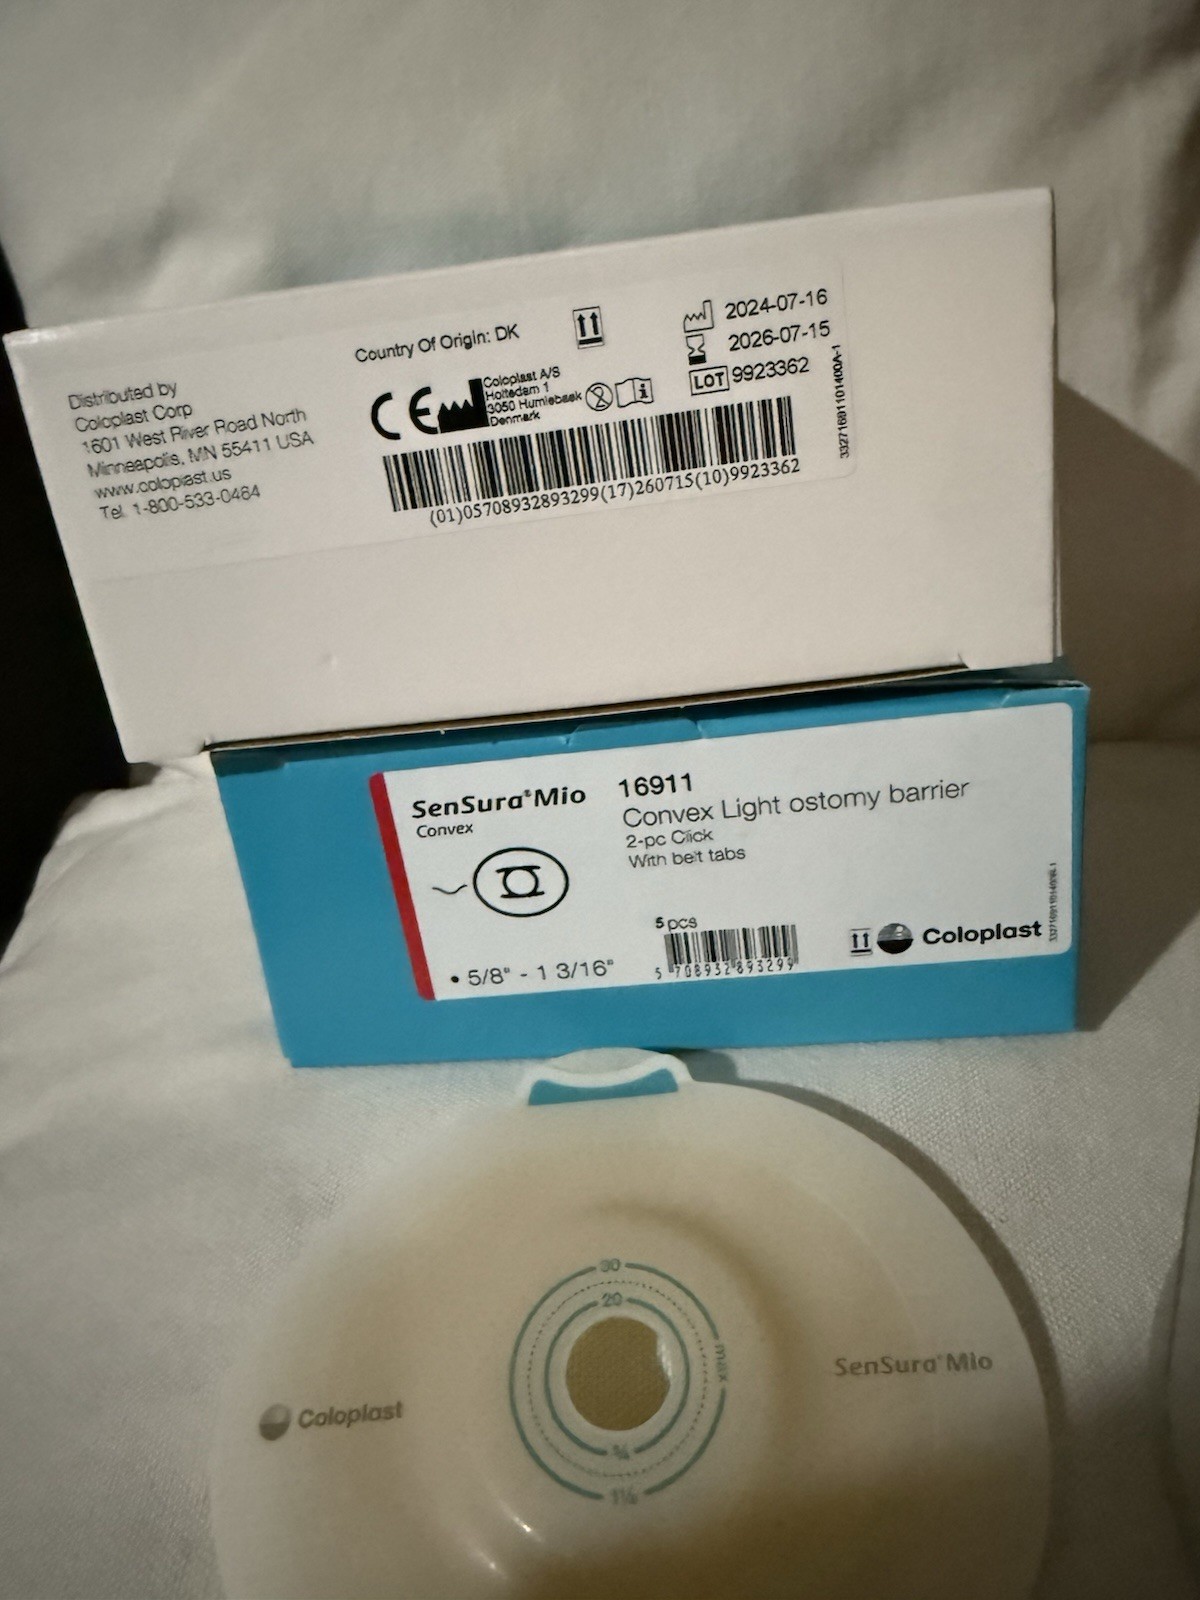 Distributed by
Coloplast Corp
1601 West River Road North
Minneapolis, MN 55411 USA
www.coloplast.us
Tel. 1-800-533-0464
Country Of Origin: DK
CE
Coloplast A/S
Holtedam 1
3050 Humlebaek
Denmark
2024-07-16
2026-07-15
LOT 9923362
(01)05708932893299(17)260715(10)9923362
SenSura®Mio
Convex
16911
Convex Light ostomy barrier
2-pc Click
With belt tabs
5 pcs
5 708932 893299
• 5/8" - 1 3/16"
Coloplast
30
20
max
3/4
Coloplast
SenSura®Mio